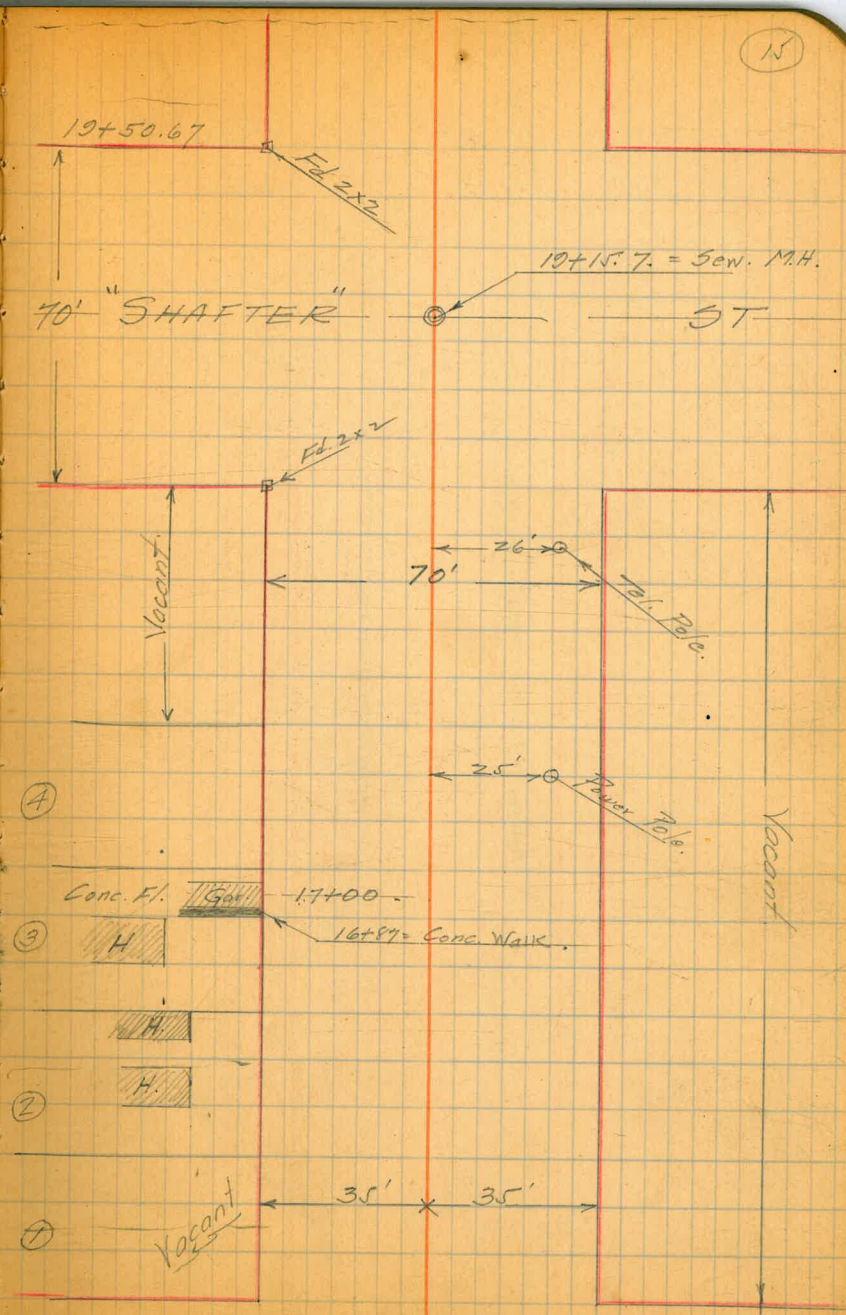 15
19+50.67
Fd. 2x2
19+15.7. = Sew. M.H.
70' "SHAFTER" ST
Fd. 2x2
Vacant
26'
70'
Tel. Pole.
25'
Power Pole.
4
Vacant
Conc. Fl. Gar 17+00.
3
H
16+87= Conc. Walk.
H.
H.
2
35' 35'
Vacant
1